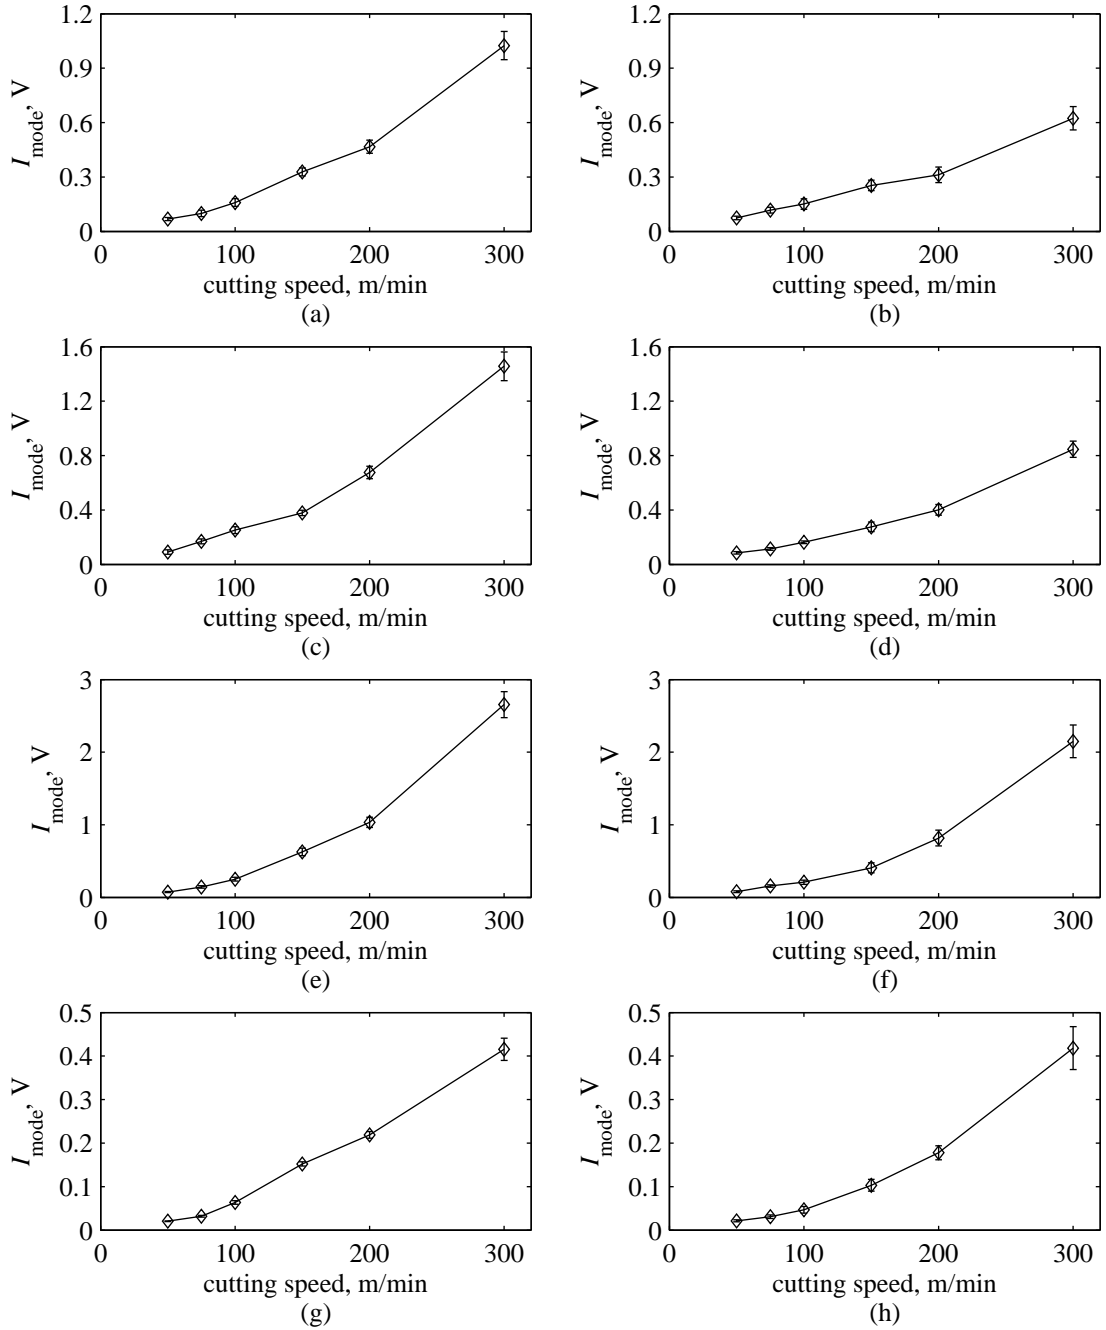 1.2
0.9
0.6
0.3
0
I_mode, V
0 100 200 300
cutting speed, m/min
(a)
1.2
0.9
0.6
0.3
0
I_mode, V
0 100 200 300
cutting speed, m/min
(b)
1.6
1.2
0.8
0.4
0
I_mode, V
0 100 200 300
cutting speed, m/min
(c)
1.6
1.2
0.8
0.4
0
I_mode, V
0 100 200 300
cutting speed, m/min
(d)
3
2
1
0
I_mode, V
0 100 200 300
cutting speed, m/min
(e)
3
2
1
0
I_mode, V
0 100 200 300
cutting speed, m/min
(f)
0.5
0.4
0.3
0.2
0.1
0
I_mode, V
0 100 200 300
cutting speed, m/min
(g)
0.5
0.4
0.3
0.2
0.1
0
I_mode, V
0 100 200 300
cutting speed, m/min
(h)